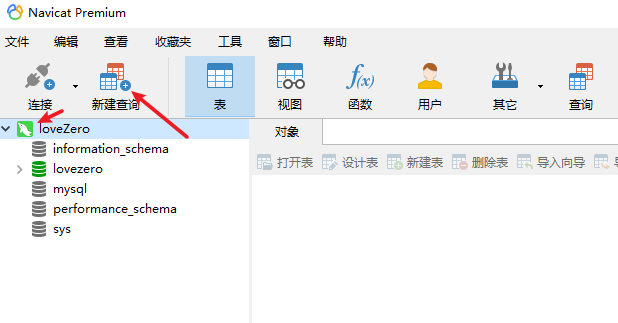 Navicat Premium
文件 编辑 查看 收藏夹 工具 窗口 帮助
连接 新建查询 表 视图 f(x) 函数 用户 其它 查询
loveZero 对象
information_schema 打开表 设计表 新建表 删除表 导入向导
lovezero
mysql
performance_schema
sys